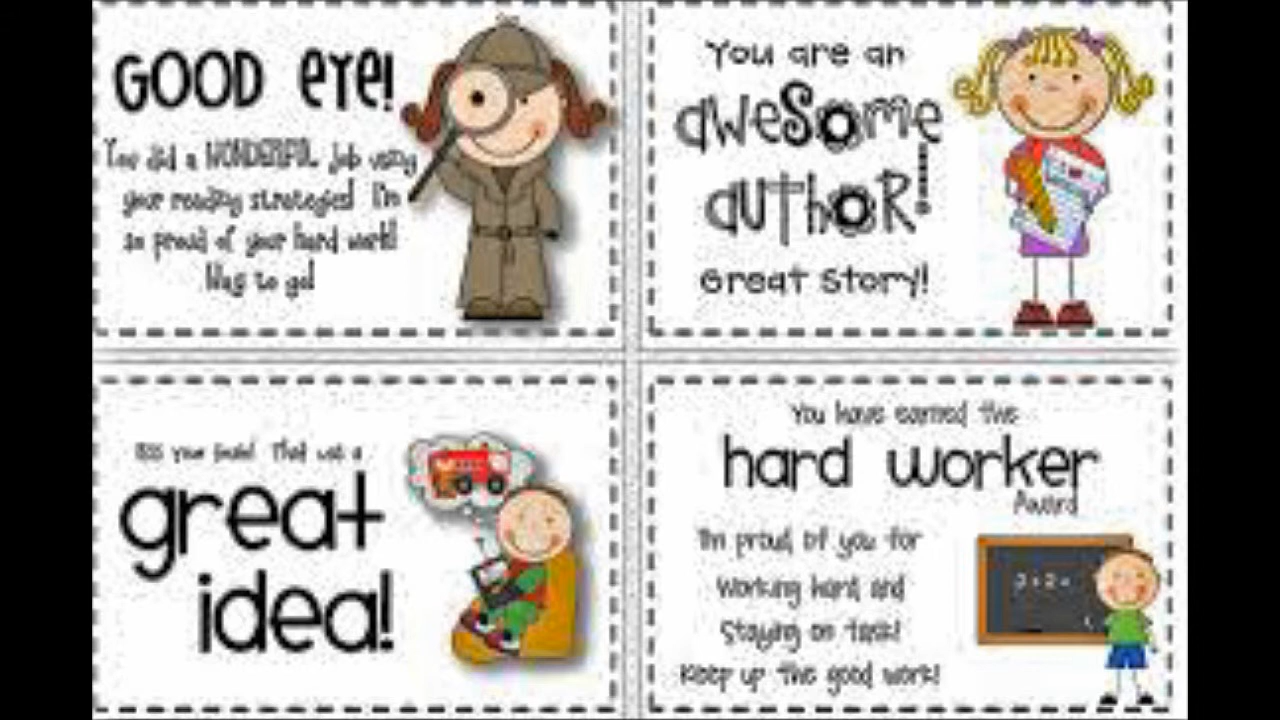 GOOD EYE!
You did a WONDERFUL job using
your reading strategies! I'm
so proud of your hard work!
Way to go!
You are an
aweSome
authoR!
Great Story!
That was a
great
idea!
You have earned the
hard worker
Award
I'm proud of you for
Working hard and
Staying on task!
Keep up the good work!